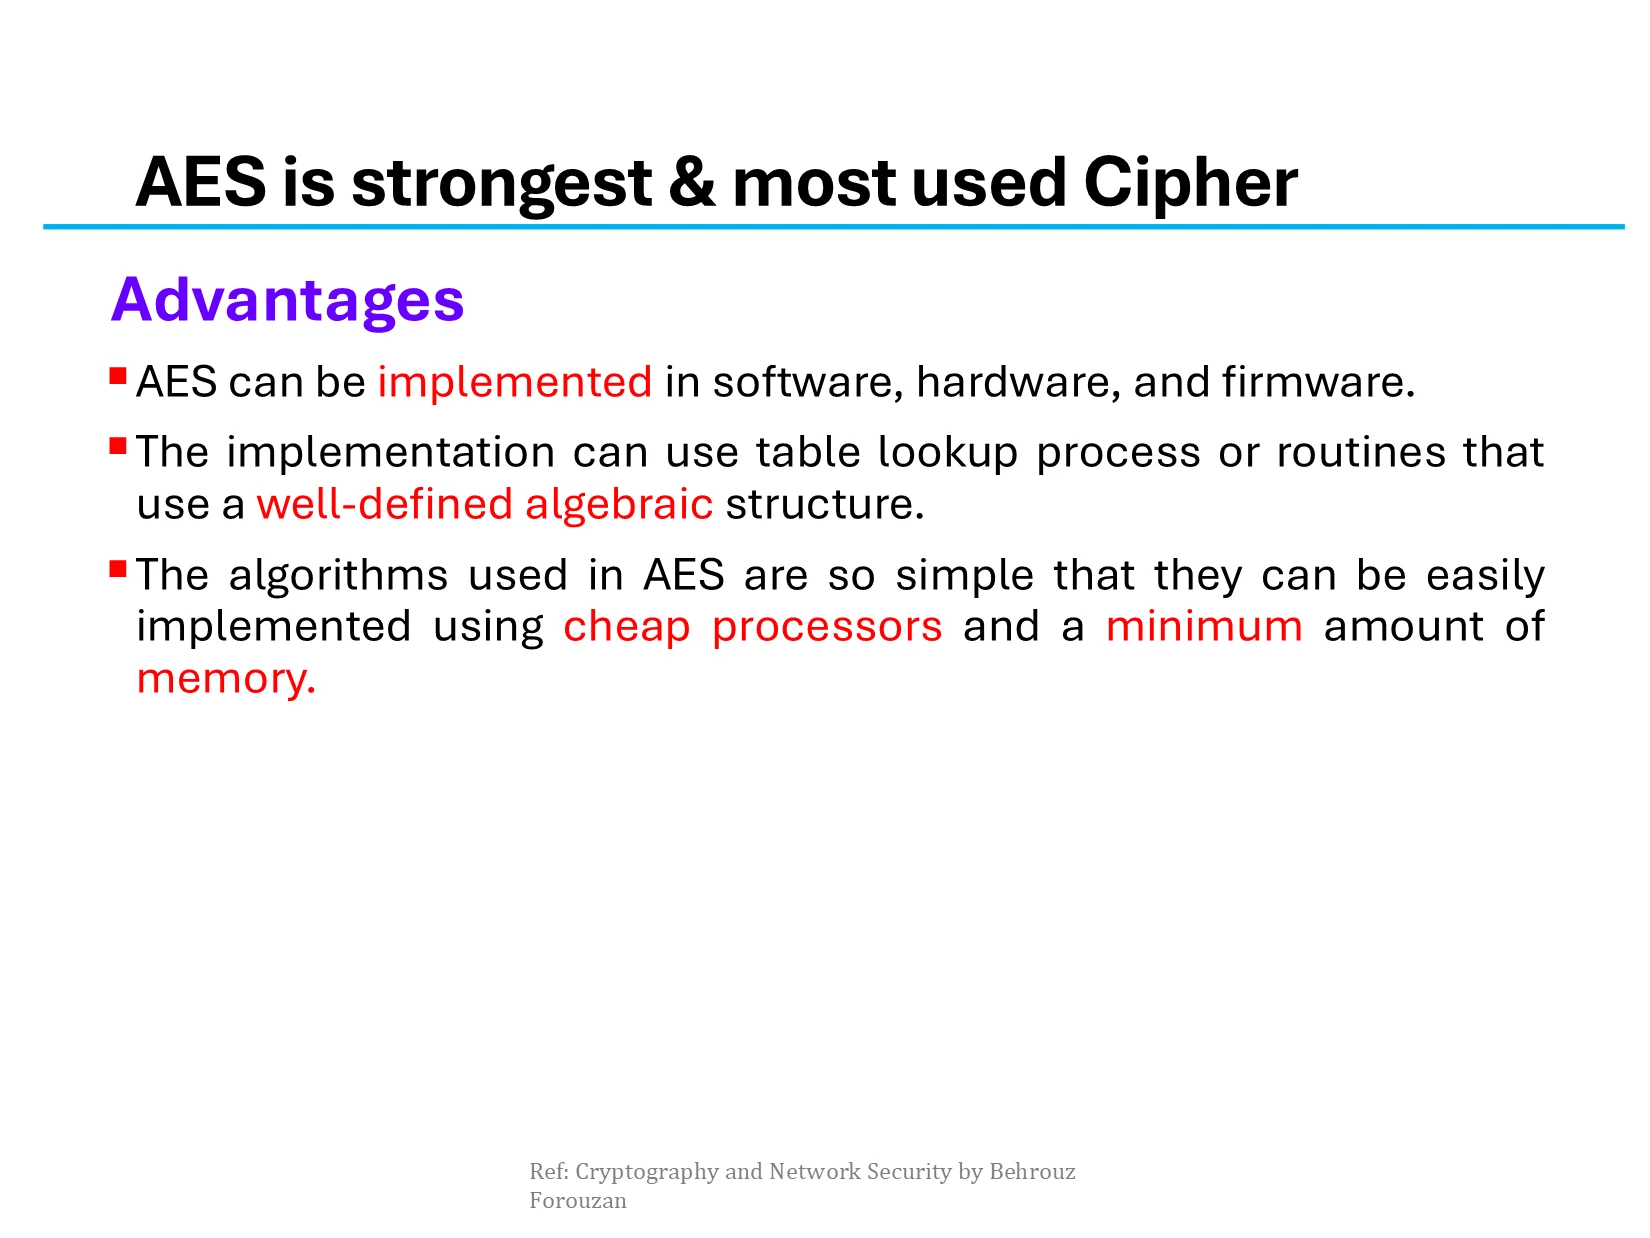 AES is strongest & most used Cipher
Advantages
▪AES can be implemented in software, hardware, and firmware.
▪The implementation can use table lookup process or routines that
use a well-defined algebraic structure.
▪The algorithms used in AES are so simple that they can be easily
implemented using cheap processors and a minimum amount of
memory.
Ref: Cryptography and Network Security by Behrouz
Forouzan